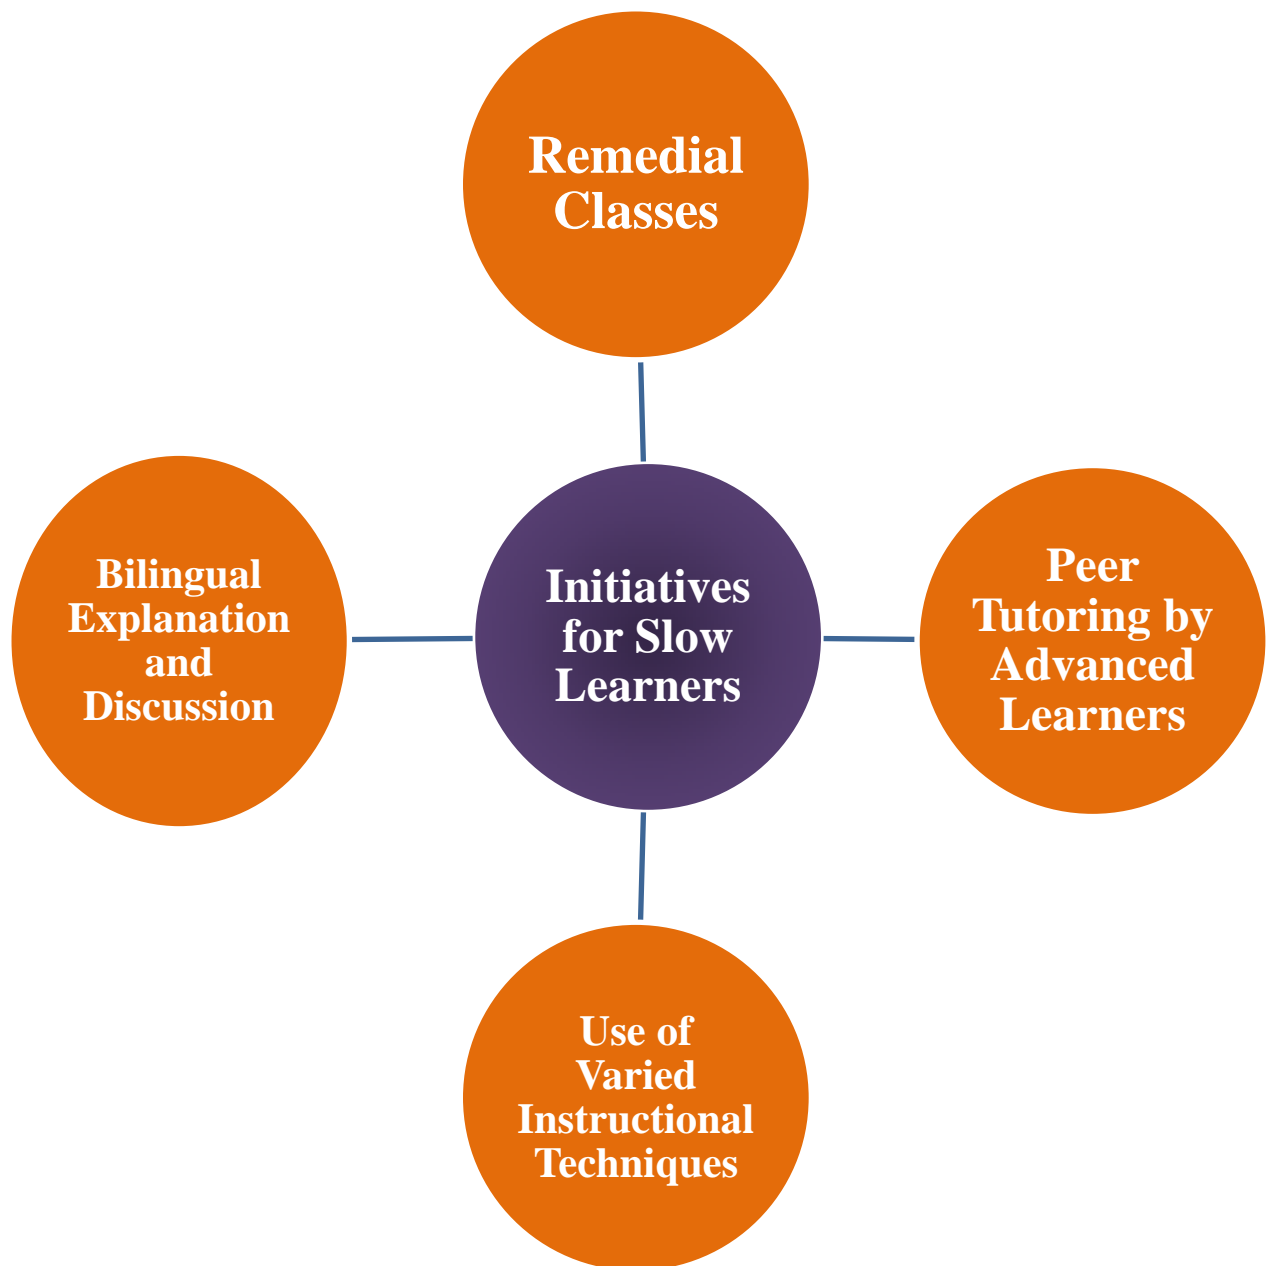 Remedial
Classes
Bilingual
Explanation
and
Discussion
Initiatives
for Slow
Learners
Peer
Tutoring by
Advanced
Learners
Use of
Varied
Instructional
Techniques